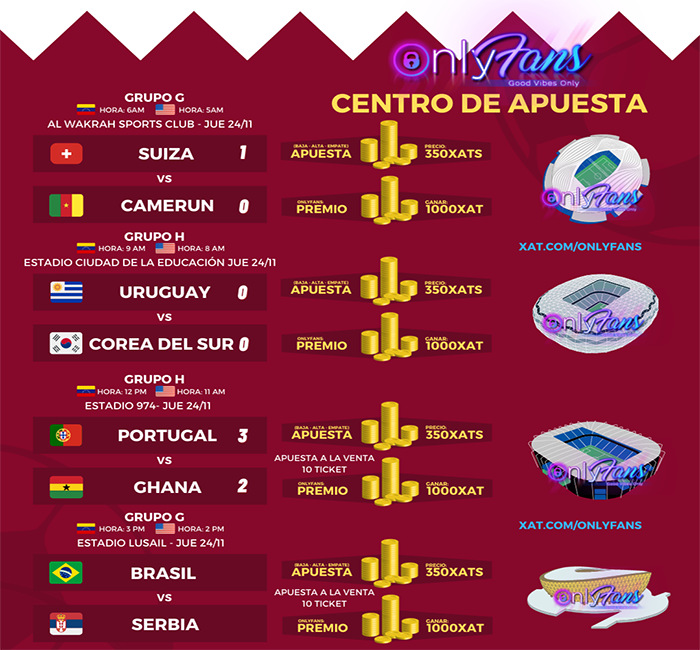 OnlyFans
Good Vibes Only
CENTRO DE APUESTA
GRUPO G
HORA: 6AM HORA: 5AM
AL WAKRAH SPORTS CLUB - JUE 24/11
SUIZA 1
(BAJA - ALTA - EMPATE)
APUESTA
PRECIO:
350XATS
VS
CAMERUN 0
ONLYFANS:
PREMIO
GANAR:
1000XAT
OnlyFans
XAT.COM/ONLYFANS
GRUPO H
HORA: 9 AM HORA: 8 AM
ESTADIO CIUDAD DE LA EDUCACIÓN JUE 24/11
URUGUAY 0
(BAJA - ALTA - EMPATE)
APUESTA
PRECIO:
350XATS
VS
COREA DEL SUR 0
ONLYFANS:
PREMIO
GANAR:
1000XAT
OnlyFans
GRUPO H
HORA: 12 PM HORA: 11 AM
ESTADIO 974- JUE 24/11
PORTUGAL 3
(BAJA - ALTA - EMPATE)
APUESTA
PRECIO:
350XATS
VS
APUESTA A LA VENTA
10 TICKET
GHANA 2
ONLYFANS:
PREMIO
GANAR:
1000XAT
OnlyFans
Good Vibes Only
XAT.COM/ONLYFANS
GRUPO G
HORA: 3 PM HORA: 2 PM
ESTADIO LUSAIL - JUE 24/11
BRASIL
(BAJA - ALTA - EMPATE)
APUESTA
PRECIO:
350XATS
VS
APUESTA A LA VENTA
10 TICKET
SERBIA
ONLYFANS:
PREMIO
GANAR:
1000XAT
OnlyFans